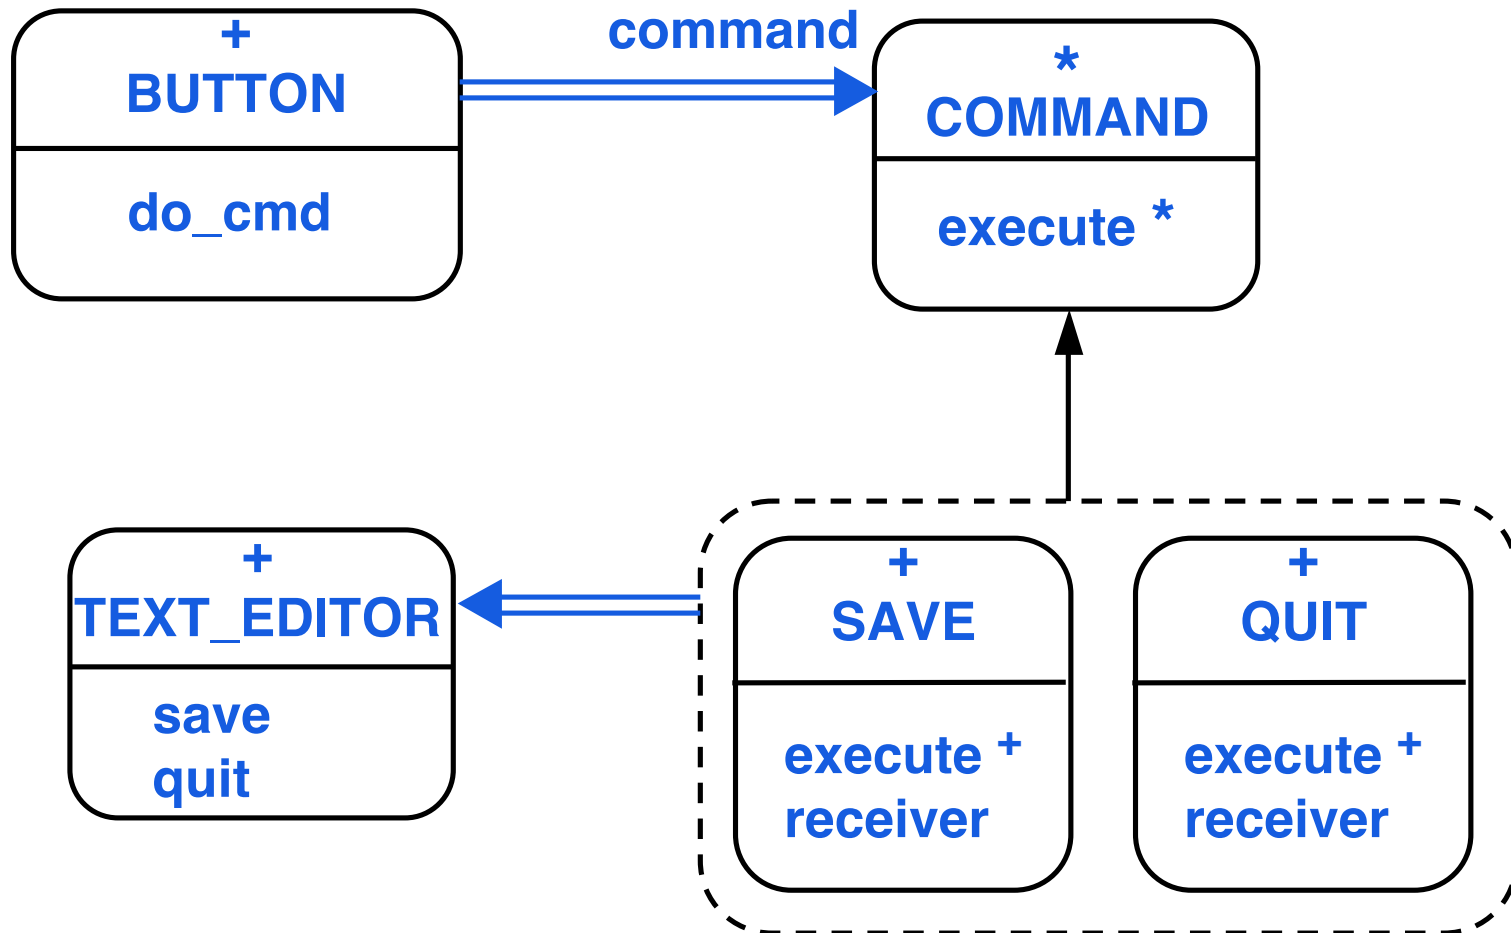 +
BUTTON
do_cmd
command
*
COMMAND
execute *
+
TEXT_EDITOR
save
quit
+
SAVE
execute +
receiver
+
QUIT
execute +
receiver